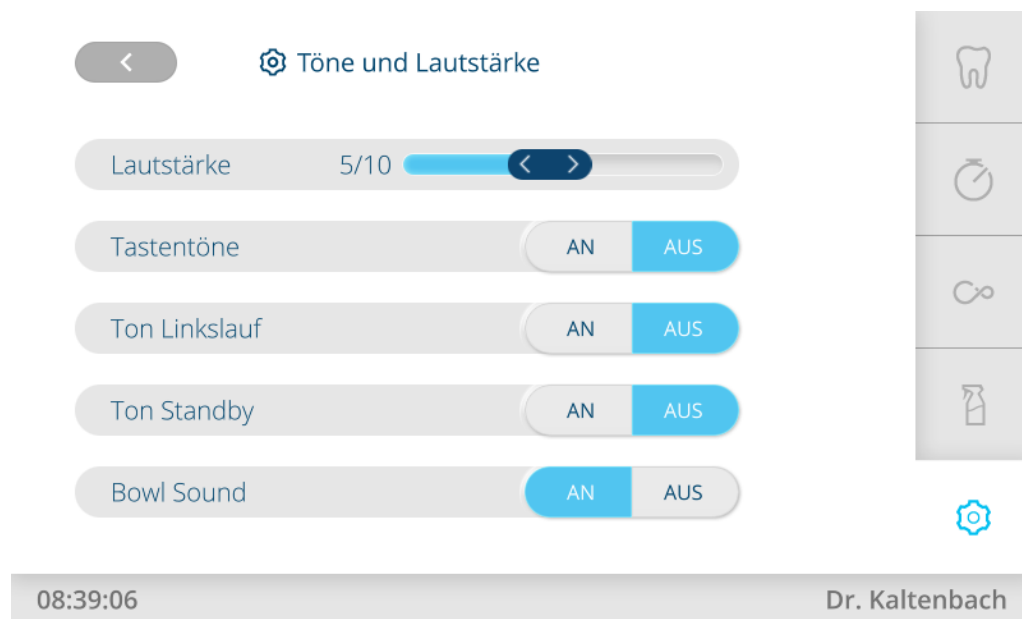 Töne und Lautstärke
Lautstärke 5/10
Tastentöne AN AUS
Ton Linkslauf AN AUS
Ton Standby AN AUS
Bowl Sound AN AUS
08:39:06 Dr. Kaltenbach